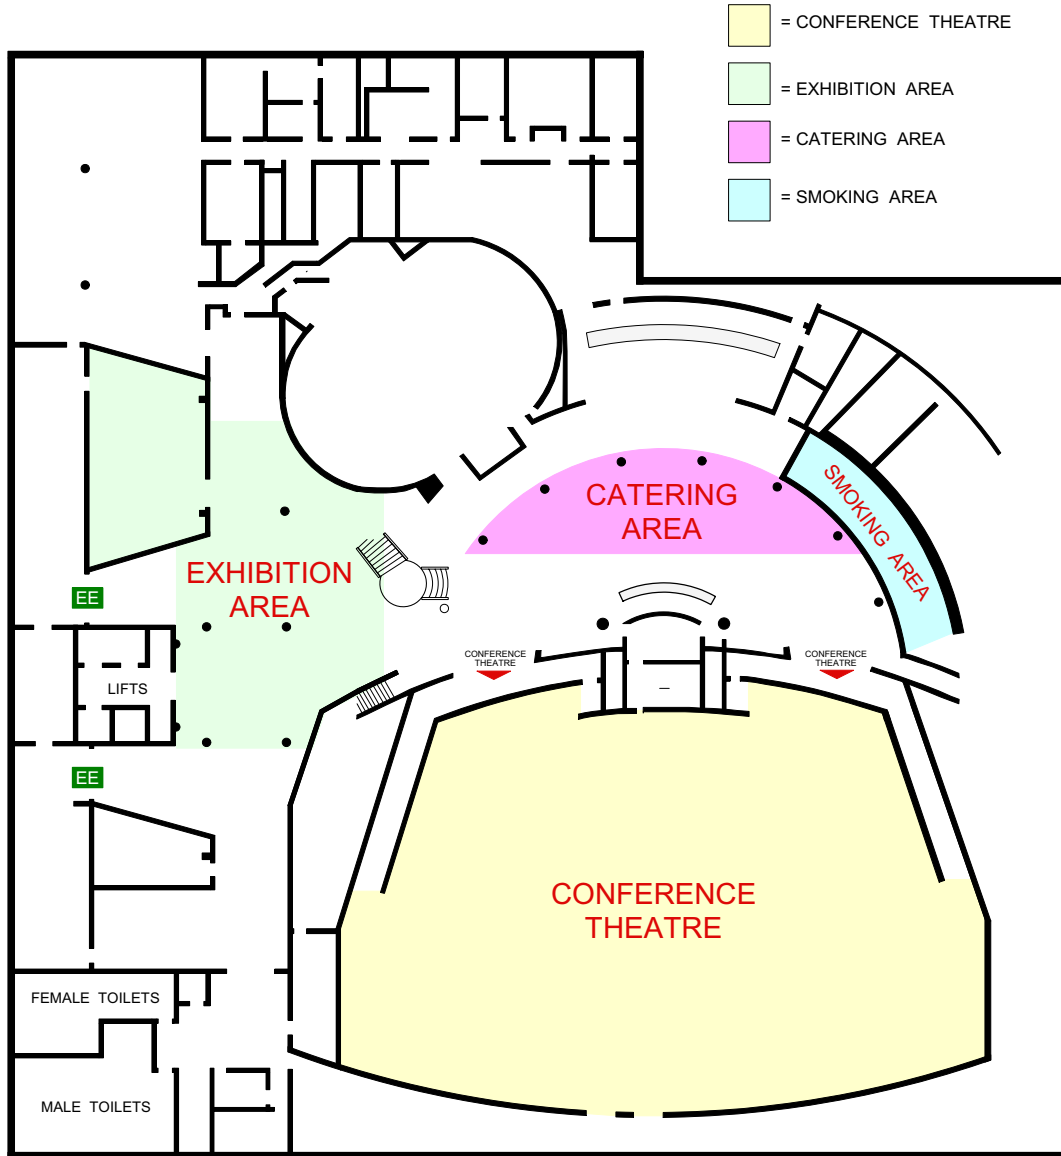 = CONFERENCE THEATRE
= EXHIBITION AREA
= CATERING AREA
= SMOKING AREA
CATERING
AREA
SMOKING AREA
EXHIBITION
AREA
EE
CONFERENCE
THEATRE
CONFERENCE
THEATRE
LIFTS
EE
CONFERENCE
THEATRE
FEMALE TOILETS
MALE TOILETS